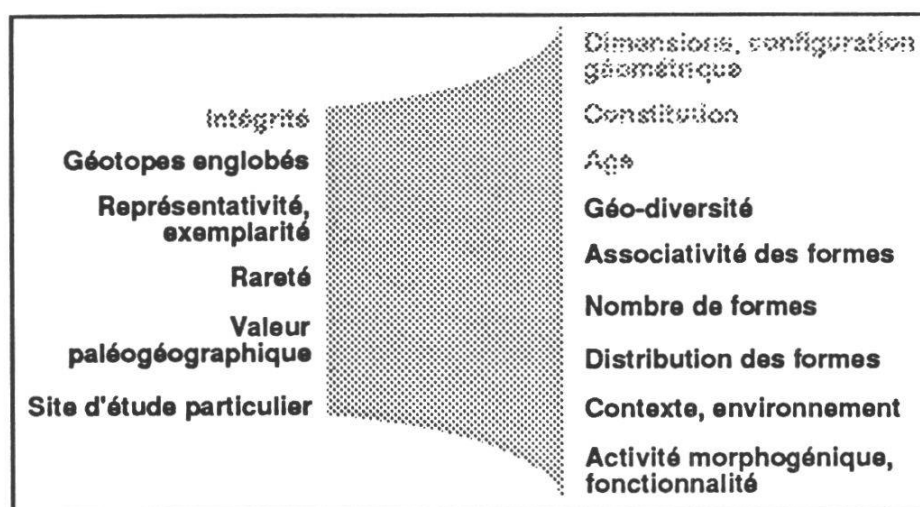 Intégrité
Géotopes englobés
Représentativité,
exemplarité
Rareté
Valeur
paléogéographique
Site d'étude particulier
Dimensions, configuration
géométrique
Constitution
Age
Géo-diversité
Associativité des formes
Nombre de formes
Distribution des formes
Contexte, environnement
Activité morphogénique,
fonctionnalité